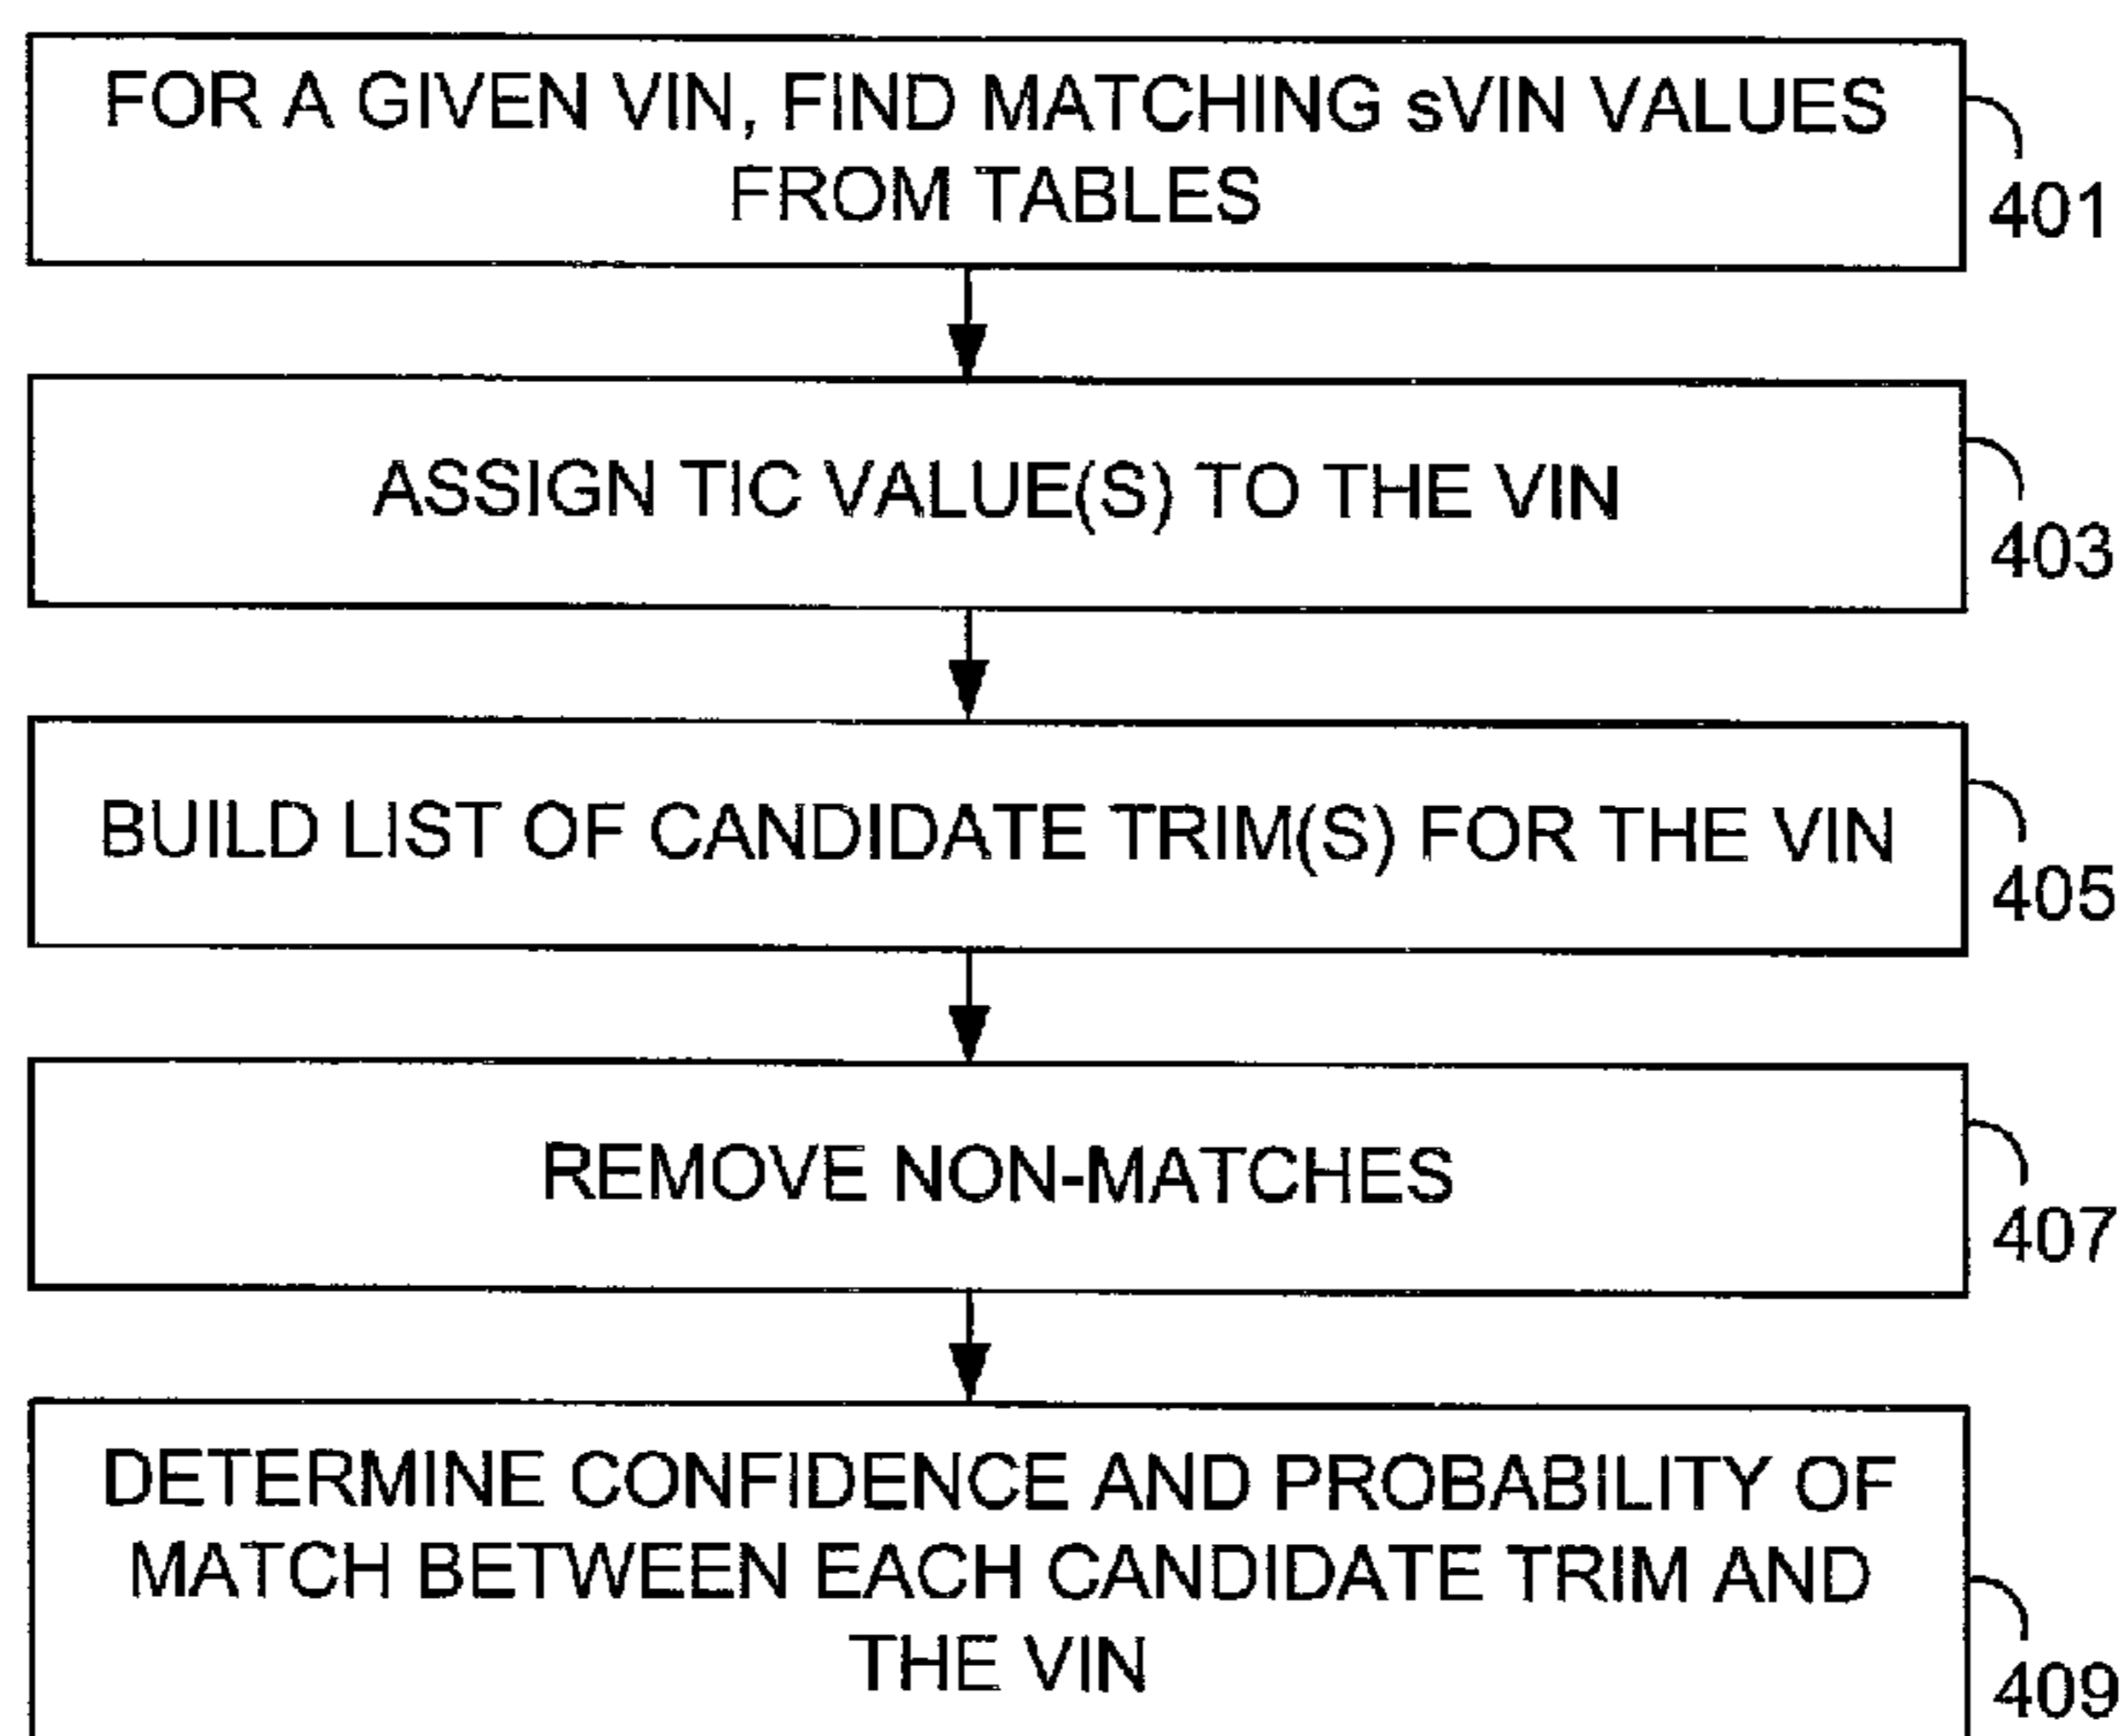 FOR A GIVEN VIN, FIND MATCHING sVIN VALUES
FROM TABLES
401
ASSIGN TIC VALUE(S) TO THE VIN
403
BUILD LIST OF CANDIDATE TRIM(S) FOR THE VIN
405
REMOVE NON-MATCHES
407
DETERMINE CONFIDENCE AND PROBABILITY OF
MATCH BETWEEN EACH CANDIDATE TRIM AND
THE VIN
409